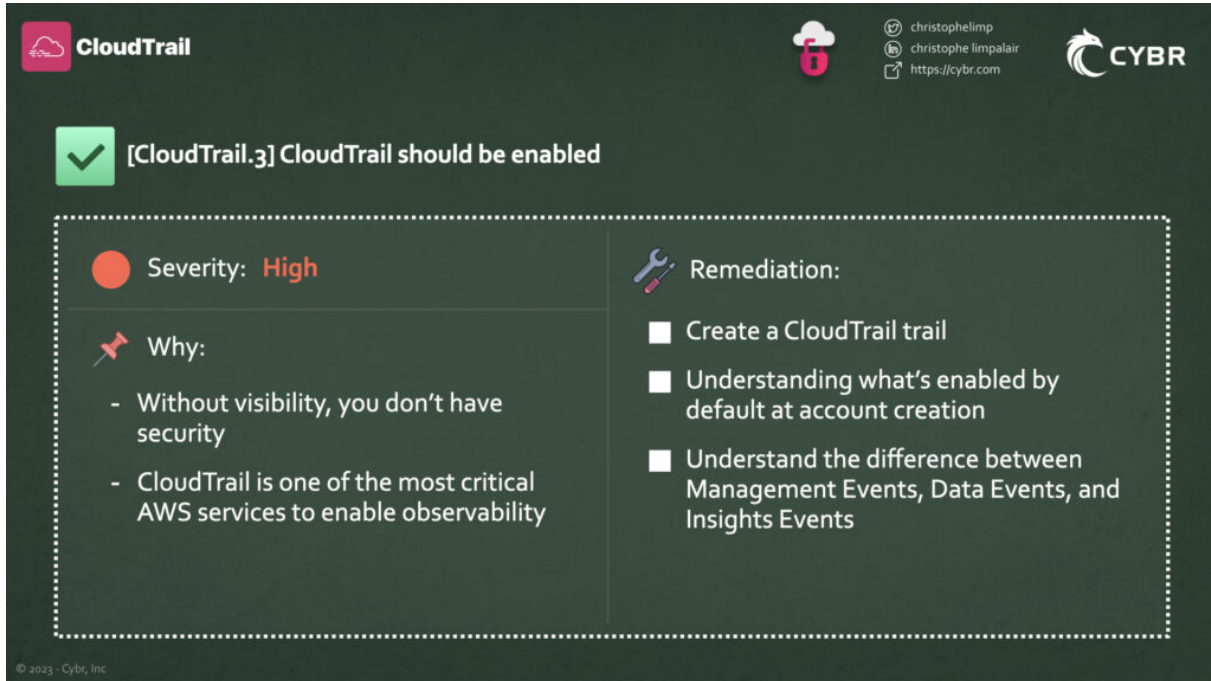 CloudTrail
christophelimp
christophe limpalair
https://cybr.com
CYBR
[CloudTrail.3] CloudTrail should be enabled
Severity: High
Why:
- Without visibility, you don't have
security
- CloudTrail is one of the most critical
AWS services to enable observability
Remediation:
Create a CloudTrail trail
Understanding what's enabled by
default at account creation
Understand the difference between
Management Events, Data Events, and
Insights Events
© 2023 - Cybr, Inc